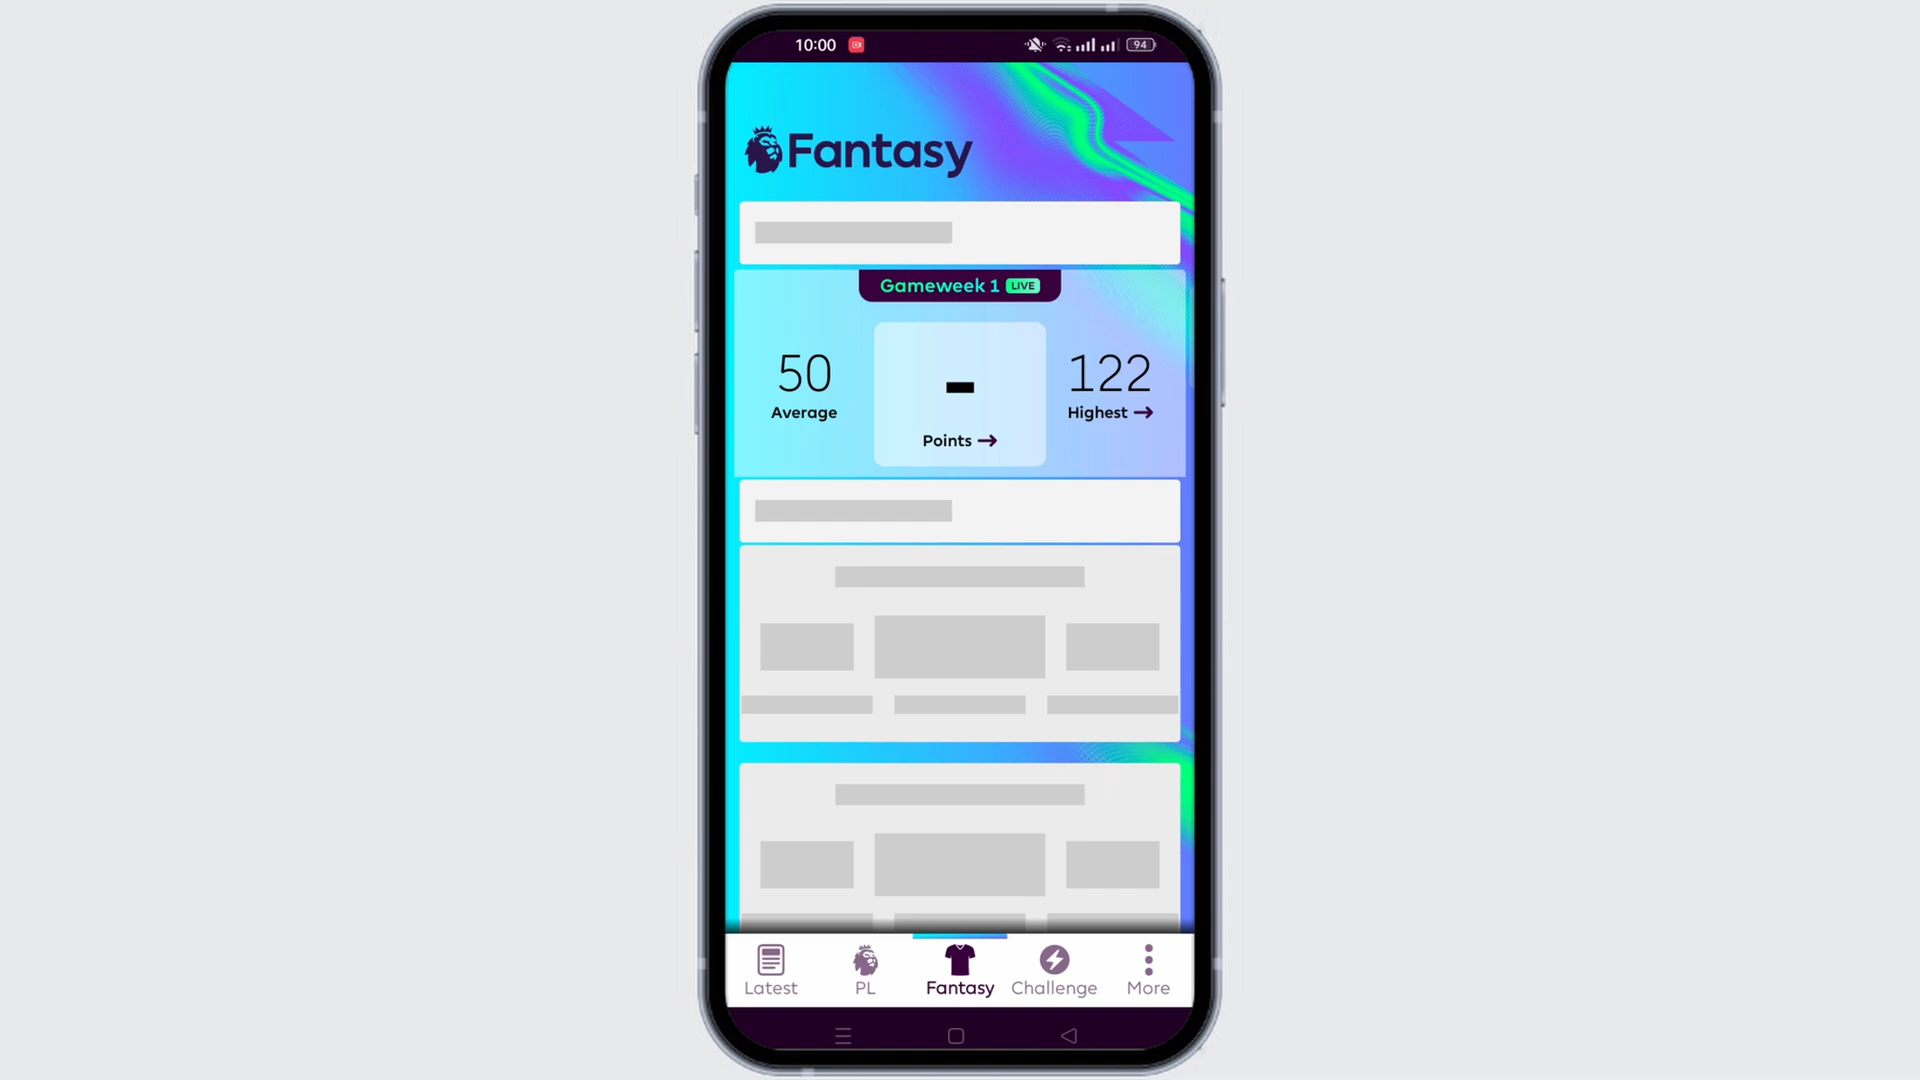 10:00
94
Fantasy
Gameweek 1 LIVE
50 - 122
Average Points → Highest →
Latest PL Fantasy Challenge More